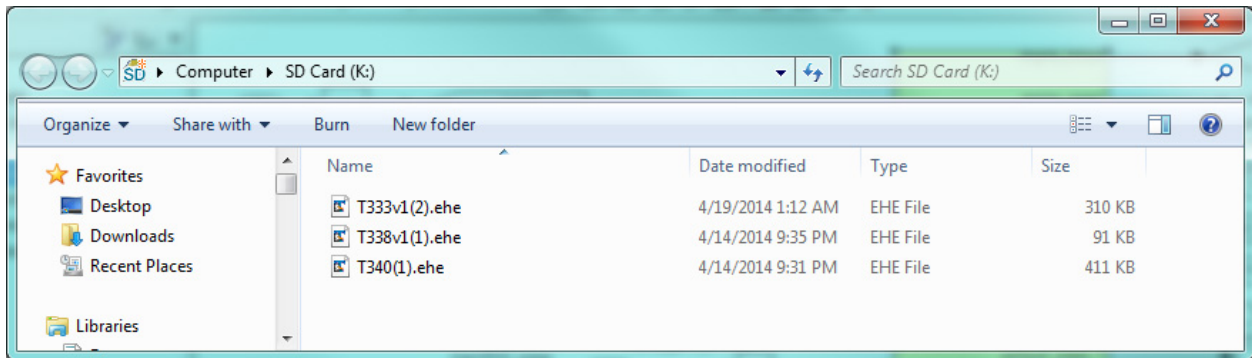 SD Computer SD Card (K:) Search SD Card (K:)
Organize Share with Burn New folder
Name Date modified Type Size
Favorites
Desktop
Downloads
Recent Places
Libraries
T333v1(2).ehe 4/19/2014 1:12 AM EHE File 310 KB
T338v1(1).ehe 4/14/2014 9:35 PM EHE File 91 KB
T340(1).ehe 4/14/2014 9:31 PM EHE File 411 KB